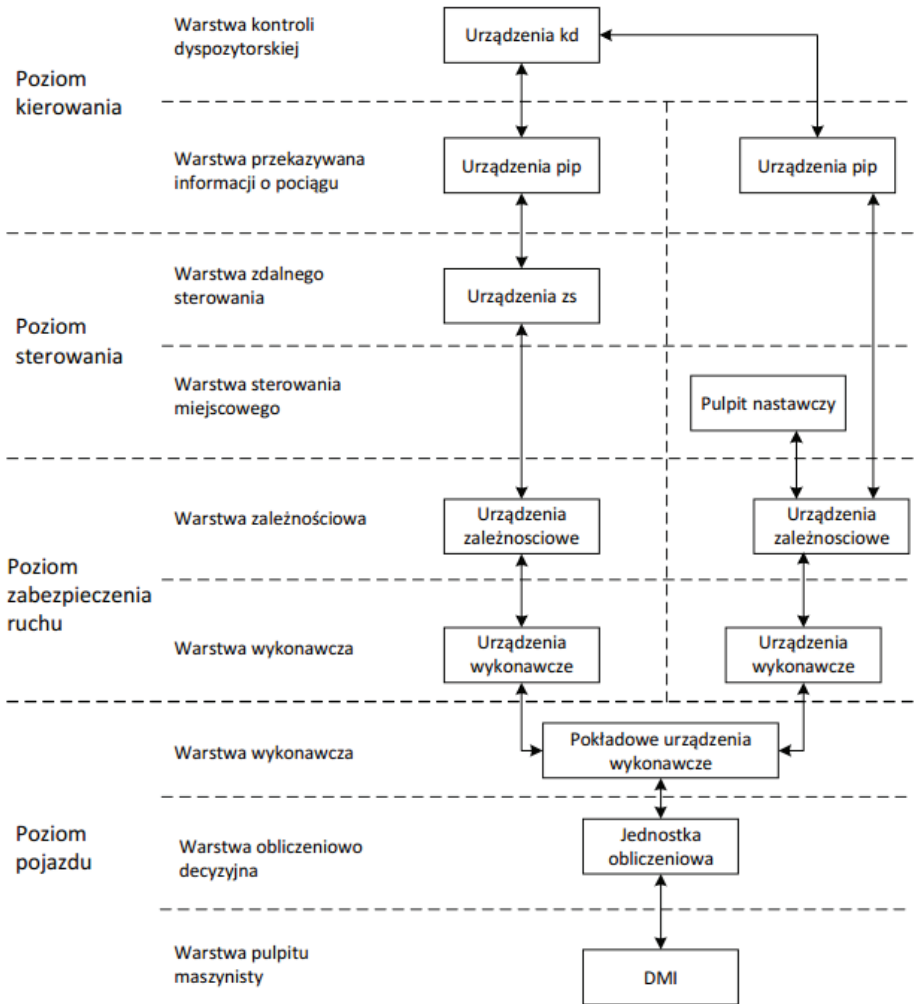 Warstwa kontroli
dyspozytorskiej
Urządzenia kd
Poziom
kierowania
Warstwa przekazywana
informacji o pociągu
Urządzenia pip
Urządzenia pip
Warstwa zdalnego
sterowania
Urządzenia zs
Poziom
sterowania
Warstwa sterowania
miejscowego
Pulpit nastawczy
Warstwa zależnościowa
Urządzenia
zależnosciowe
Urządzenia
zależnosciowe
Poziom
zabezpieczenia
ruchu
Warstwa wykonawcza
Urządzenia
wykonawcze
Urządzenia
wykonawcze
Warstwa wykonawcza
Pokładowe urządzenia
wykonawcze
Poziom
pojazdu
Warstwa obliczeniowo
decyzyjna
Jednostka
obliczeniowa
Warstwa pulpitu
maszynisty
DMI